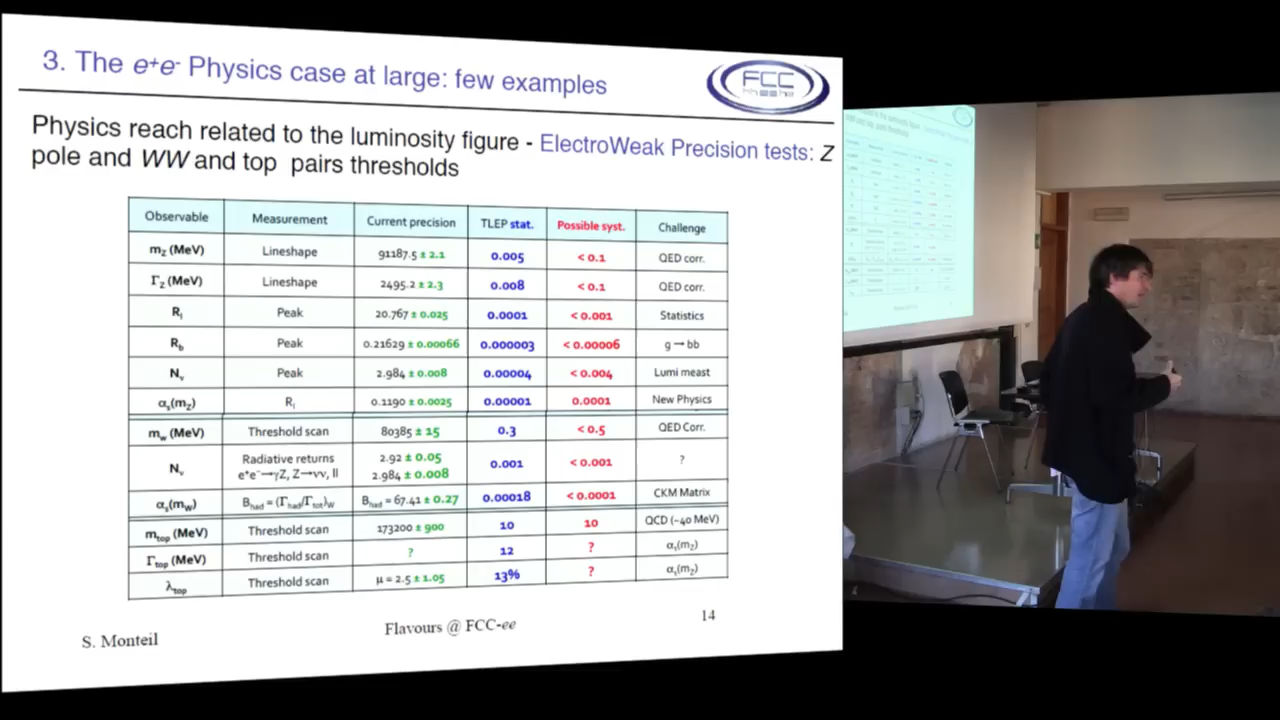 3. The e⁺e⁻ Physics case at large: few examples
FCC
Physics reach related to the luminosity figure - ElectroWeak Precision tests: Z
pole and WW and top pairs thresholds
Observable Measurement Current precision TLEP stat. Possible syst. Challenge
mZ (MeV) Lineshape 91187.5 ± 2.1 0.005 < 0.1 QED corr.
ΓZ (MeV) Lineshape 2495.2 ± 2.3 0.008 < 0.1 QED corr.
Rl Peak 20.767 ± 0.025 0.0001 < 0.001 Statistics
Rb Peak 0.21629 ± 0.00066 0.000003 < 0.00006 g → bb
Nν Peak 2.984 ± 0.008 0.00004 < 0.004 Lumi meast
αs(mZ) Rl 0.1190 ± 0.0025 0.00001 0.0001 New Physics
mW (MeV) Threshold scan 80385 ± 15 0.3 < 0.5 QED Corr.
Nν Radiative returns e⁺e⁻→γZ, Z→νν, ll 2.92 ± 0.05 2.984 ± 0.008 0.001 < 0.001 ?
αs(mW) Bhad = (Γhad/Γtot)W Bhad = 67.41 ± 0.27 0.00018 < 0.0001 CKM Matrix
mtop (MeV) Threshold scan 173200 ± 900 10 10 QCD (~40 MeV)
Γtop (MeV) Threshold scan ? 12 ? αs(mZ)
λtop Threshold scan μ = 2.5 ± 1.05 13% ? αs(mZ)
S. Monteil Flavours @ FCC-ee 14